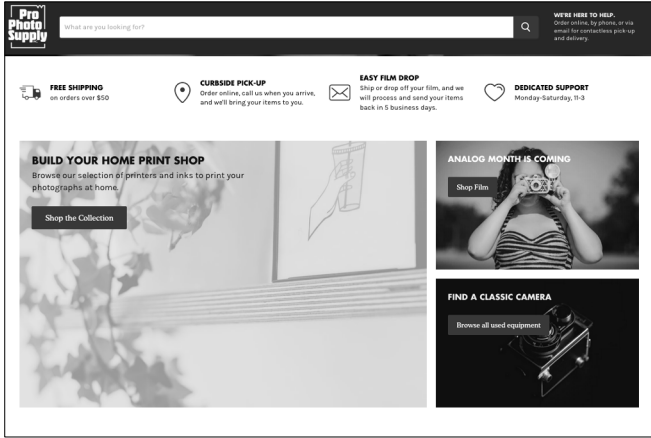 Pro
Photo
Supply
What are you looking for?
WE'RE HERE TO HELP.
Order online, by phone, or via
email for contactless pick-up
and delivery.
FREE SHIPPING
on orders over $50
CURBSIDE PICK-UP
Order online, call us when you arrive,
and we'll bring your items to you.
EASY FILM DROP
Ship or drop off your film, and we
will process and send your items
back in 5 business days.
DEDICATED SUPPORT
Monday-Saturday, 11-3
BUILD YOUR HOME PRINT SHOP
Browse our selection of printers and inks to print your
photographs at home.
Shop the Collection
ANALOG MONTH IS COMING
Shop Film
FIND A CLASSIC CAMERA
Browse all used equipment